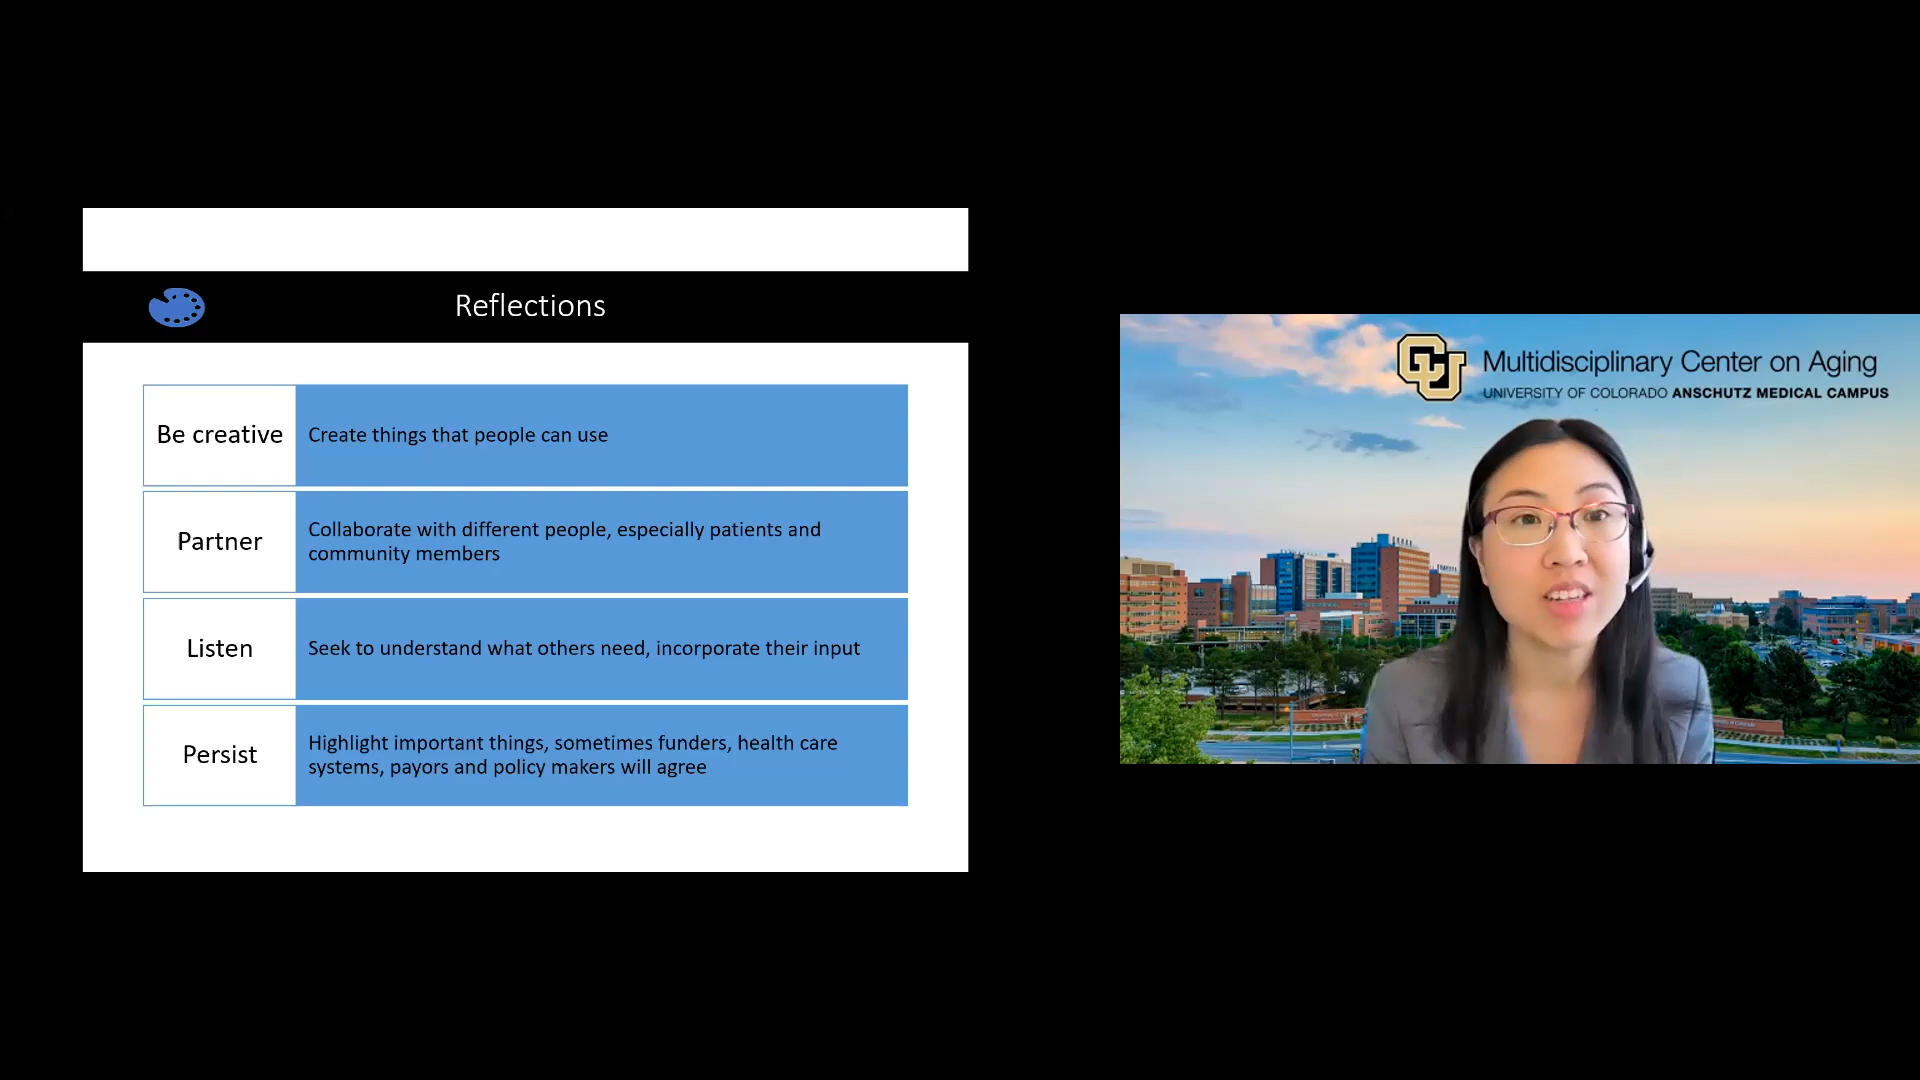 Reflections
Be creative
Create things that people can use
Partner
Collaborate with different people, especially patients and
community members
Listen
Seek to understand what others need, incorporate their input
Persist
Highlight important things, sometimes funders, health care
systems, payors and policy makers will agree
CU
Multidisciplinary Center on Aging
UNIVERSITY OF COLORADO ANSCHUTZ MEDICAL CAMPUS